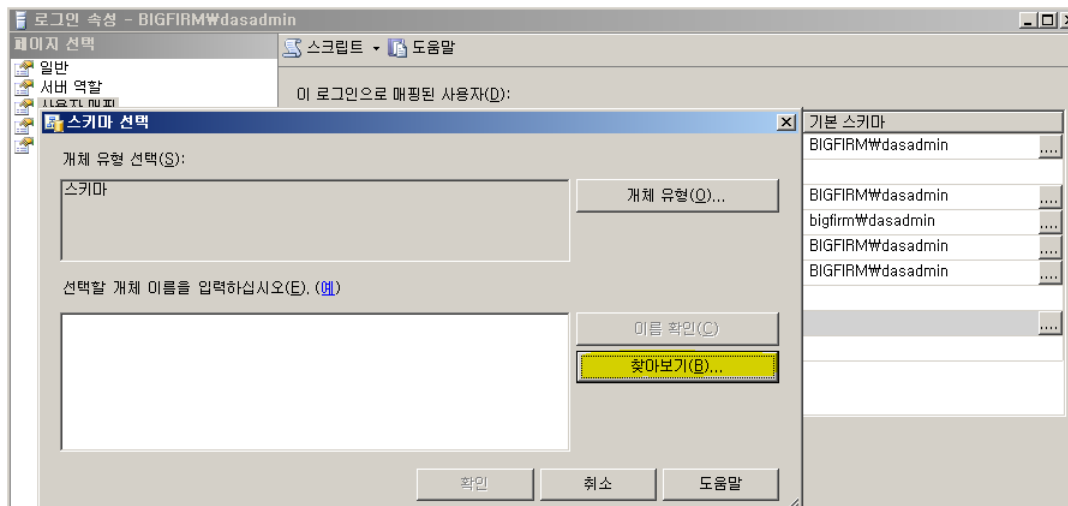 로그인 속성 - BIGFIRM₩dasadmin
페이지 선택
일반
서버 역할
사용자 매핑
스크립트
도움말
이 로그인으로 매핑된 사용자(D):
기본 스키마
BIGFIRM₩dasadmin
BIGFIRM₩dasadmin
bigfirm₩dasadmin
BIGFIRM₩dasadmin
BIGFIRM₩dasadmin
스키마 선택
개체 유형 선택(S):
스키마
개체 유형(O)...
선택할 개체 이름을 입력하십시오(E). (예)
이름 확인(C)
찾아보기(B)...
확인
취소
도움말